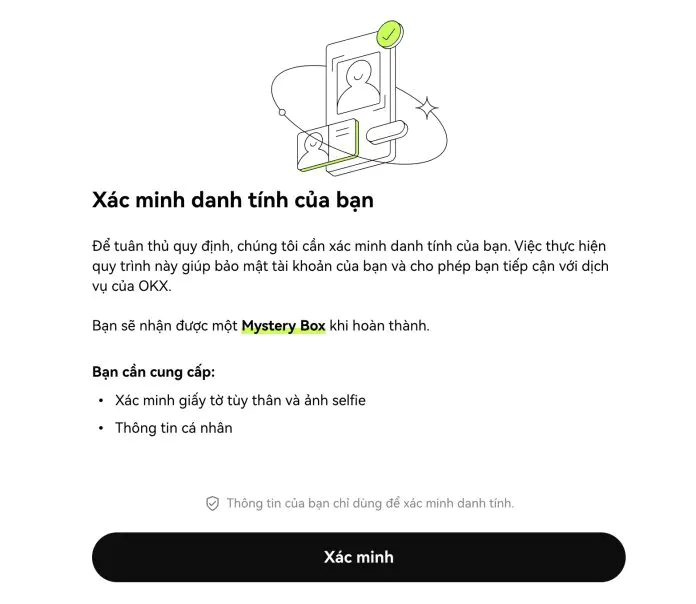 Xác minh danh tính của bạn
Để tuân thủ quy định, chúng tôi cần xác minh danh tính của bạn. Việc thực hiện
quy trình này giúp bảo mật tài khoản của bạn và cho phép bạn tiếp cận với dịch
vụ của OKX.
Bạn sẽ nhận được một Mystery Box khi hoàn thành.
Bạn cần cung cấp:
• Xác minh giấy tờ tùy thân và ảnh selfie
• Thông tin cá nhân
Thông tin của bạn chỉ dùng để xác minh danh tính.
Xác minh